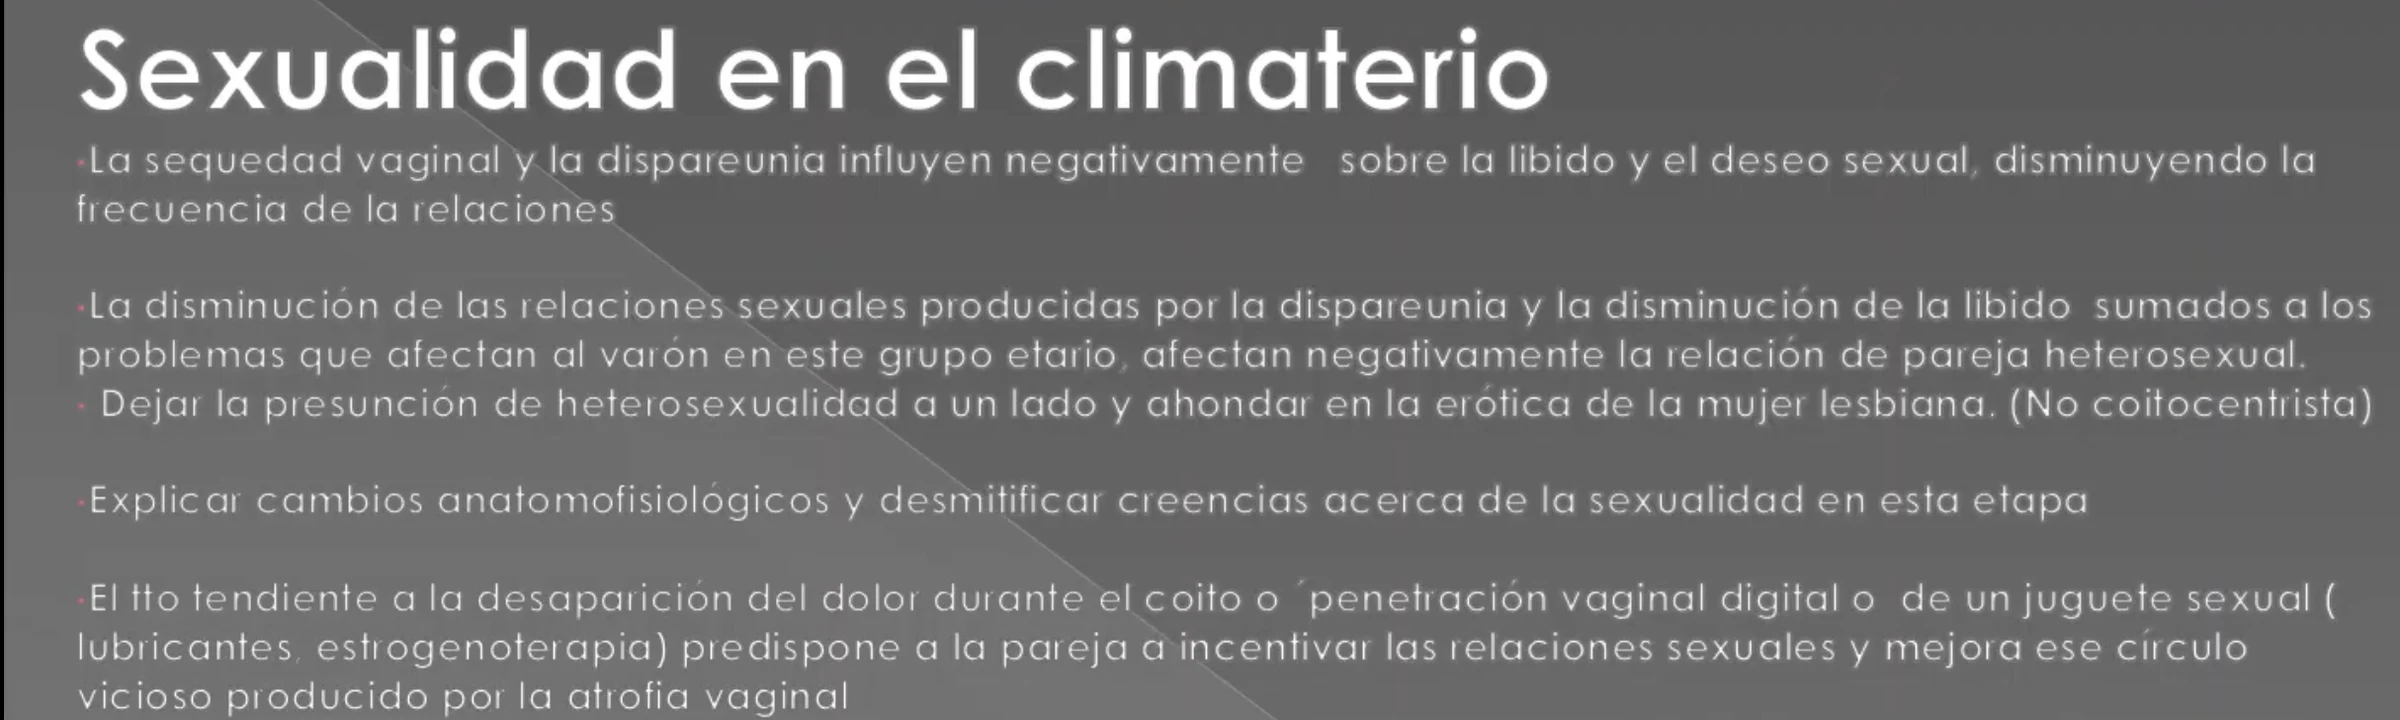 Sexualidad en el climaterio
·La sequedad vaginal y la dispareunia influyen negativamente sobre la libido y el deseo sexual, disminuyendo la
frecuencia de la relaciones
·La disminución de las relaciones sexuales producidas por la dispareunia y la disminución de la libido sumados a los
problemas que afectan al varón en este grupo etario, afectan negativamente la relación de pareja heterosexual.
· Dejar la presunción de heterosexualidad a un lado y ahondar en la erótica de la mujer lesbiana. (No coitocentrista)
·Explicar cambios anatomofisiológicos y desmitificar creencias acerca de la sexualidad en esta etapa
·El tto tendiente a la desaparición del dolor durante el coito o ´penetración vaginal digital o de un juguete sexual (
lubricantes, estrogenoterapia) predispone a la pareja a incentivar las relaciones sexuales y mejora ese círculo
vicioso producido por la atrofia vaginal